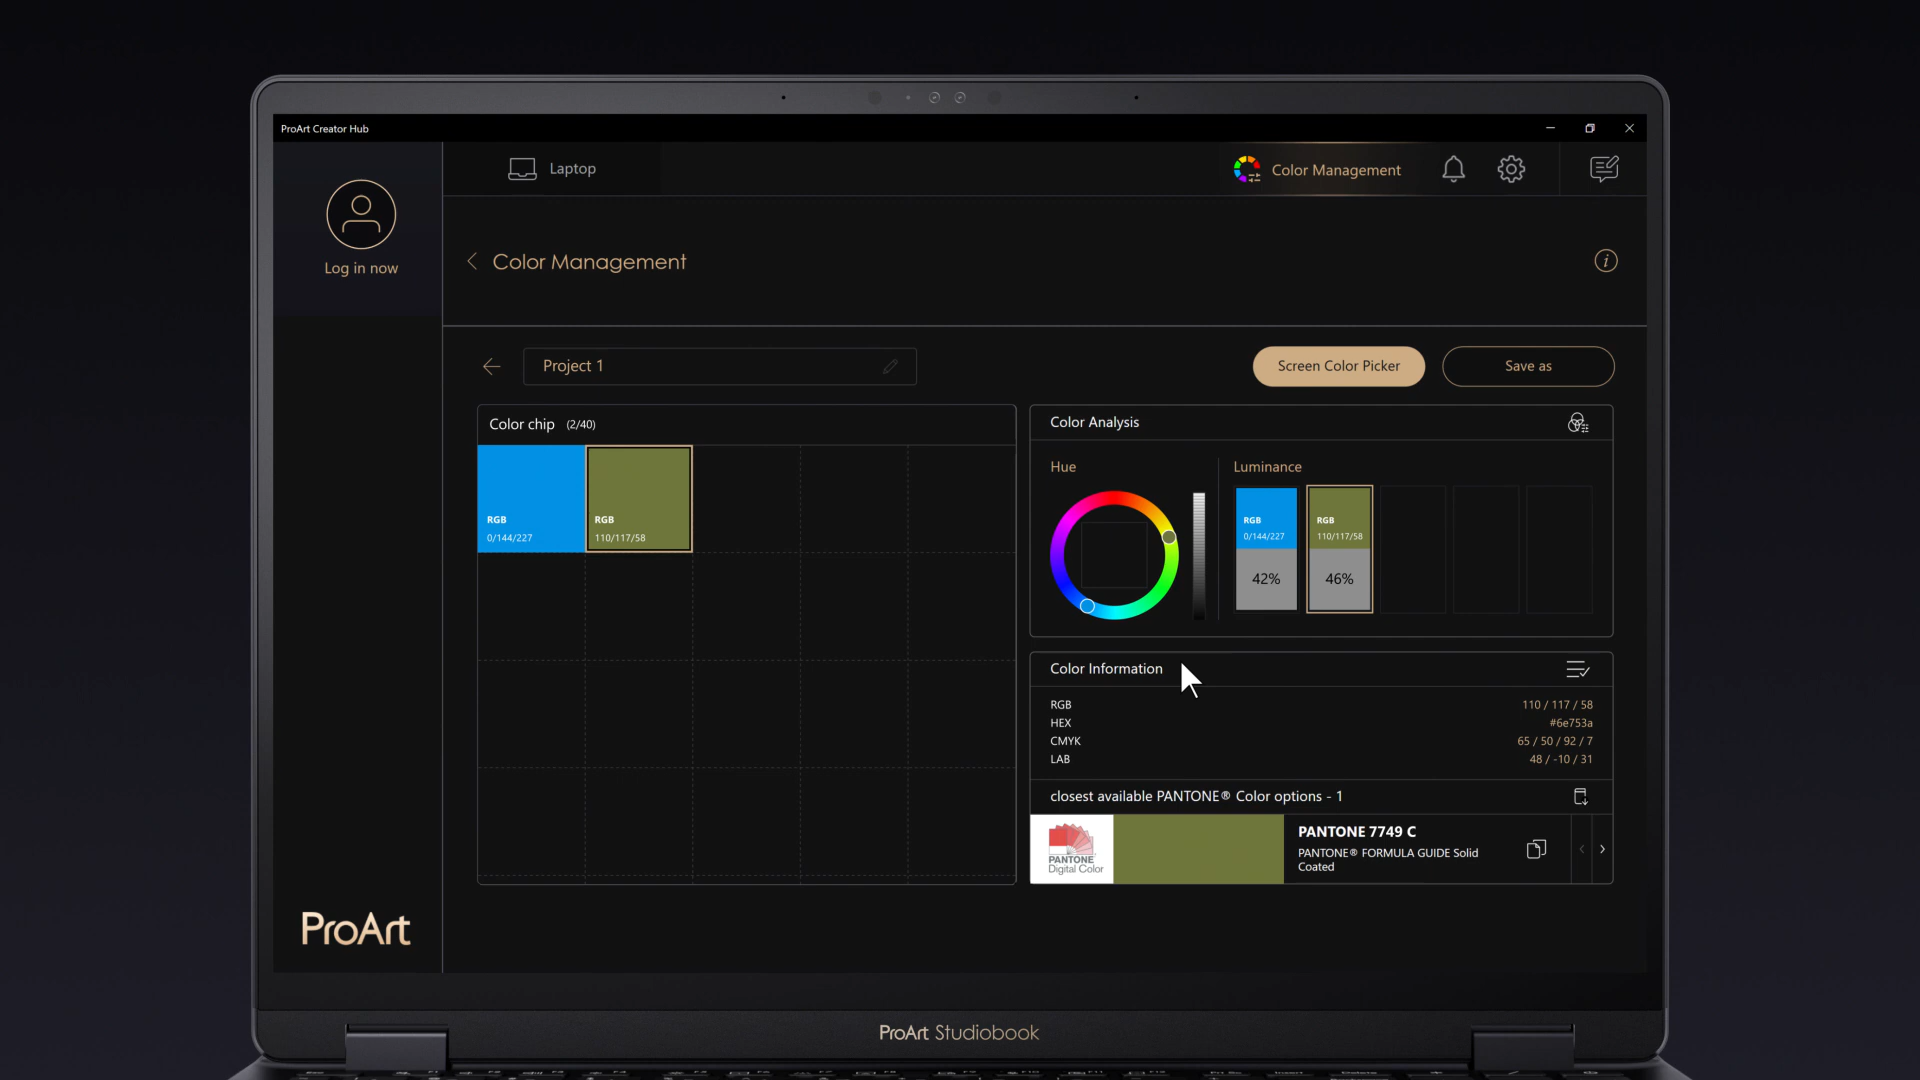 ProArt Creator Hub
Laptop
Color Management
Log in now
Color Management
Project 1
Screen Color Picker
Save as
Color chip (2/40)
RGB
0/144/227
RGB
110/117/58
Color Analysis
Hue
Luminance
RGB
0/144/227
42%
RGB
110/117/58
46%
Color Information
RGB 110 / 117 / 58
HEX #6e753a
CMYK 65 / 50 / 92 / 7
LAB 48 / -10 / 31
closest available PANTONE® Color options - 1
PANTONE
Digital Color
PANTONE 7749 C
PANTONE® FORMULA GUIDE Solid
Coated
ProArt
ProArt Studiobook